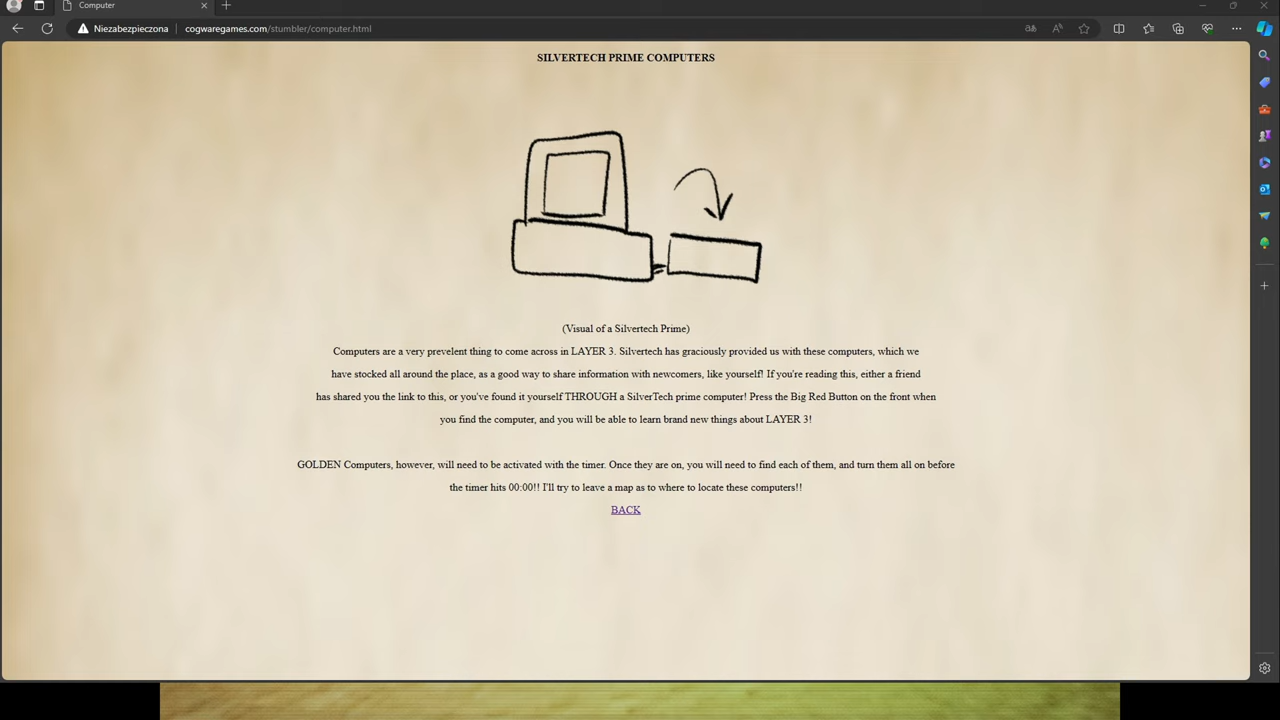 Computer
Niezabezpieczona
cogwaregames.com/stumbler/computer.html
SILVERTECH PRIME COMPUTERS
(Visual of a Silvertech Prime)
Computers are a very prevelent thing to come across in LAYER 3. Silvertech has graciously provided us with these computers, which we
have stocked all around the place, as a good way to share information with newcomers, like yourself! If you're reading this, either a friend
has shared you the link to this, or you've found it yourself THROUGH a SilverTech prime computer! Press the Big Red Button on the front when
you find the computer, and you will be able to learn brand new things about LAYER 3!
GOLDEN Computers, however, will need to be activated with the timer. Once they are on, you will need to find each of them, and turn them all on before
the timer hits 00:00!! I'll try to leave a map as to where to locate these computers!!
BACK